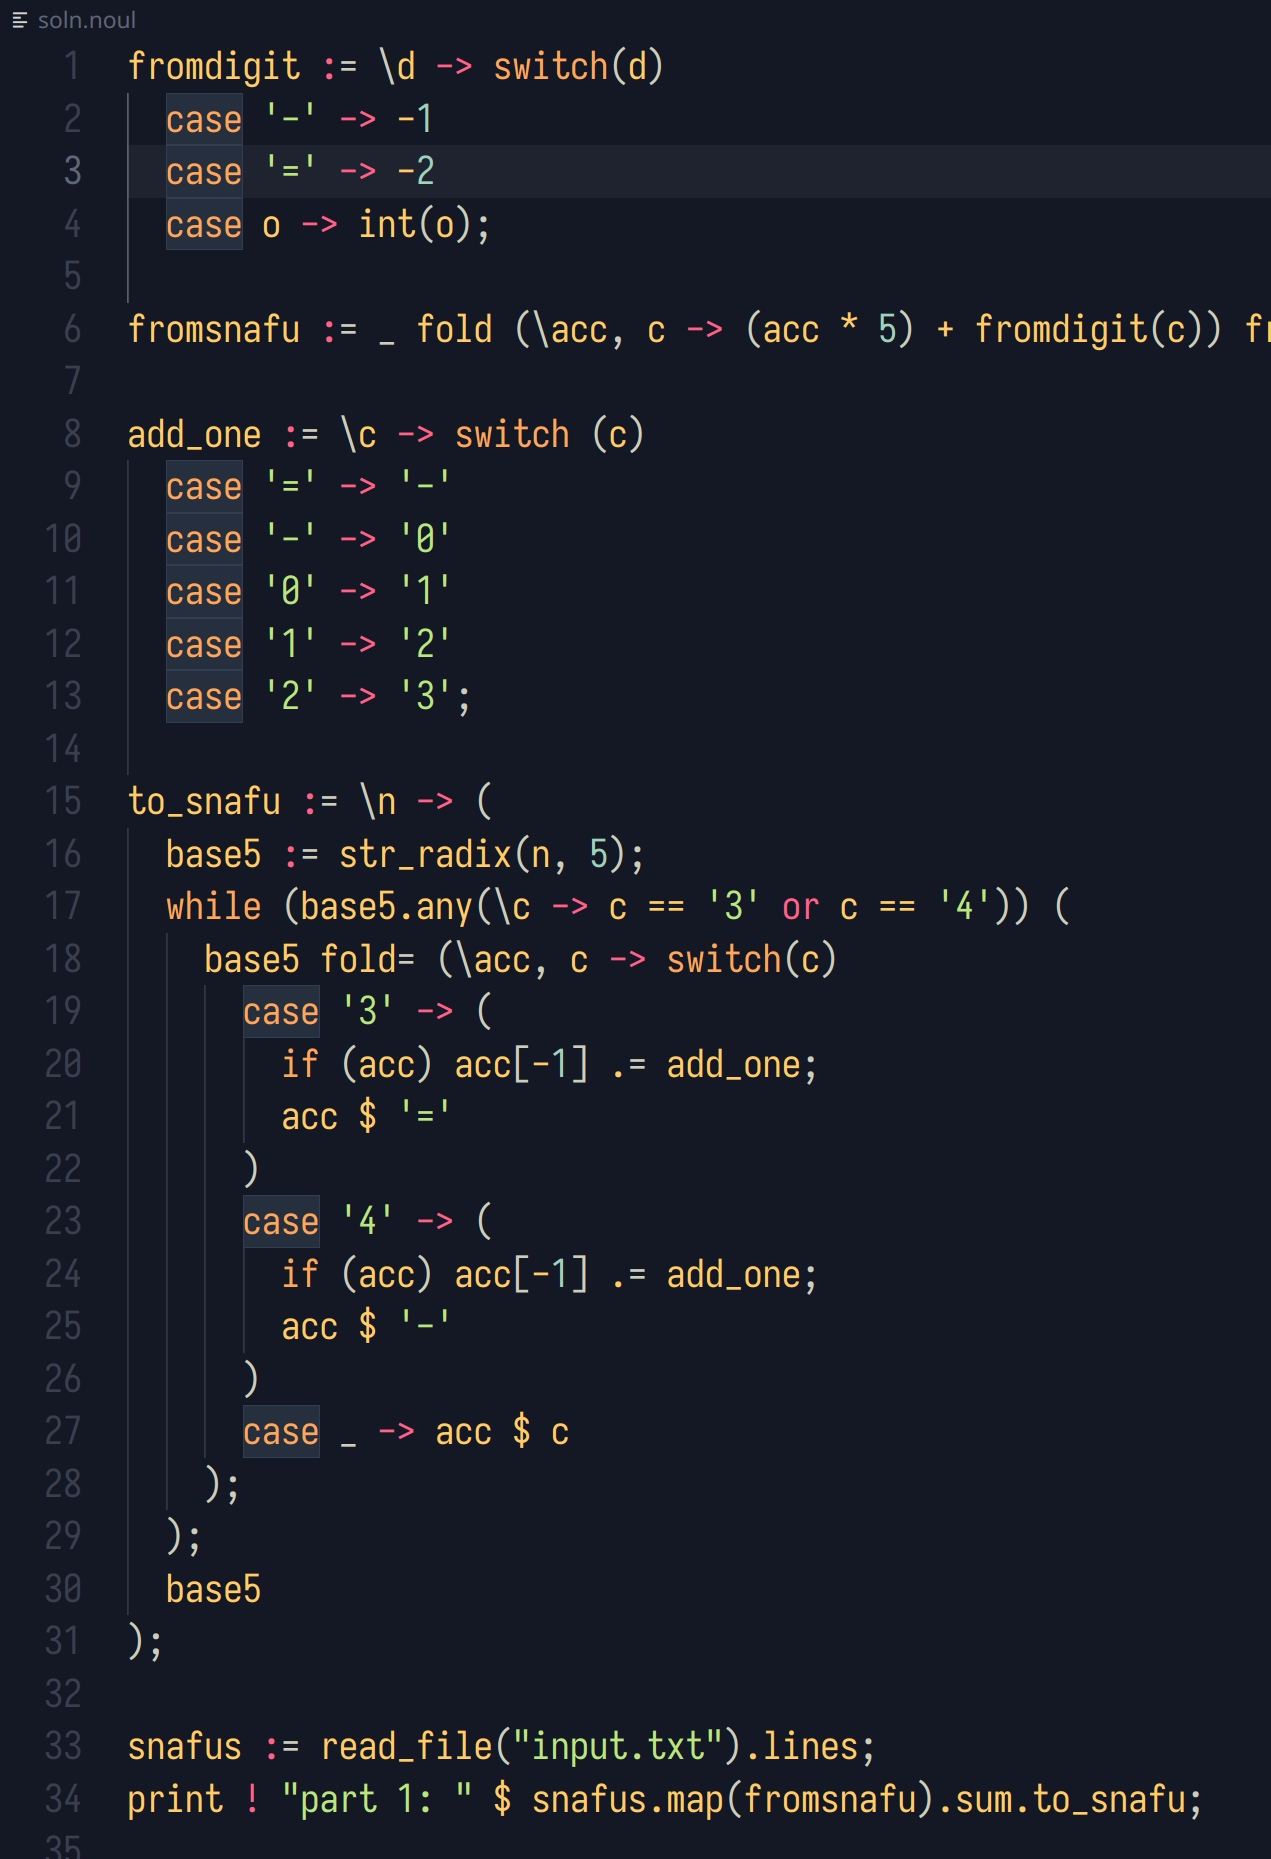 soln.noul
1 fromdigit := \d -> switch(d)
2   case '-' -> -1
3   case '=' -> -2
4   case o -> int(o);
5
6 fromsnafu := _ fold (\acc, c -> (acc * 5) + fromdigit(c))
7
8 add_one := \c -> switch (c)
9   case '=' -> '-'
10   case '-' -> '0'
11   case '0' -> '1'
12   case '1' -> '2'
13   case '2' -> '3';
14
15 to_snafu := \n -> (
16   base5 := str_radix(n, 5);
17   while (base5.any(\c -> c == '3' or c == '4')) (
18     base5 fold= (\acc, c -> switch(c)
19       case '3' -> (
20         if (acc) acc[-1] .= add_one;
21         acc $ '='
22       )
23       case '4' -> (
24         if (acc) acc[-1] .= add_one;
25         acc $ '-'
26       )
27       case _ -> acc $ c
28     );
29   );
30   base5
31 );
32
33 snafus := read_file("input.txt").lines;
34 print ! "part 1: " $ snafus.map(fromsnafu).sum.to_snafu;
35